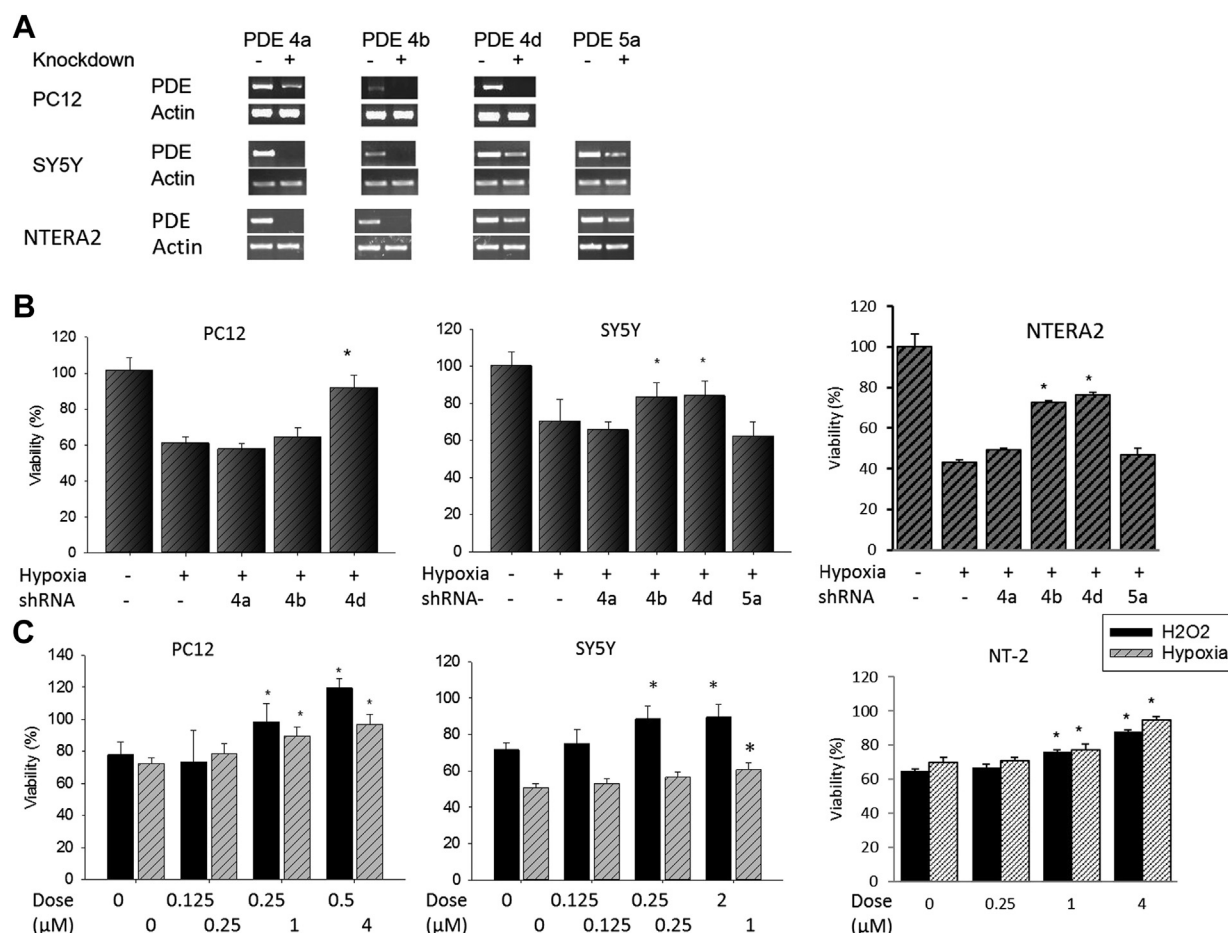 A
PDE 4a PDE 4b PDE 4d PDE 5a
Knockdown - + - + - + - +
PC12
PDE
Actin
SY5Y
PDE
Actin
NTERA2
PDE
Actin
B
PC12
Viability (%)
120
100
80
60
40
20
0
Hypoxia - + + + +
shRNA - - 4a 4b 4d
*
SY5Y
120
100
80
60
40
20
0
Hypoxia - + + + + +
shRNA- - 4a 4b 4d 5a
* *
NTERA2
Viability (%)
120
100
80
60
40
20
0
Hypoxia - + + + + +
shRNA - - 4a 4b 4d 5a
* *
C
PC12
Viability (%)
140
120
100
80
60
40
20
0
Dose 0 0.125 0.25 0.5
(µM) 0 0.25 1 4
* * * *
SY5Y
120
100
80
60
40
20
0
Dose 0 0.125 0.25 2
(µM) 0 0.125 0.25 1
* * *
H2O2
Hypoxia
NT-2
Viability (%)
120
100
80
60
40
20
0
Dose 0 0.25 1 4
(µM)
* * * *